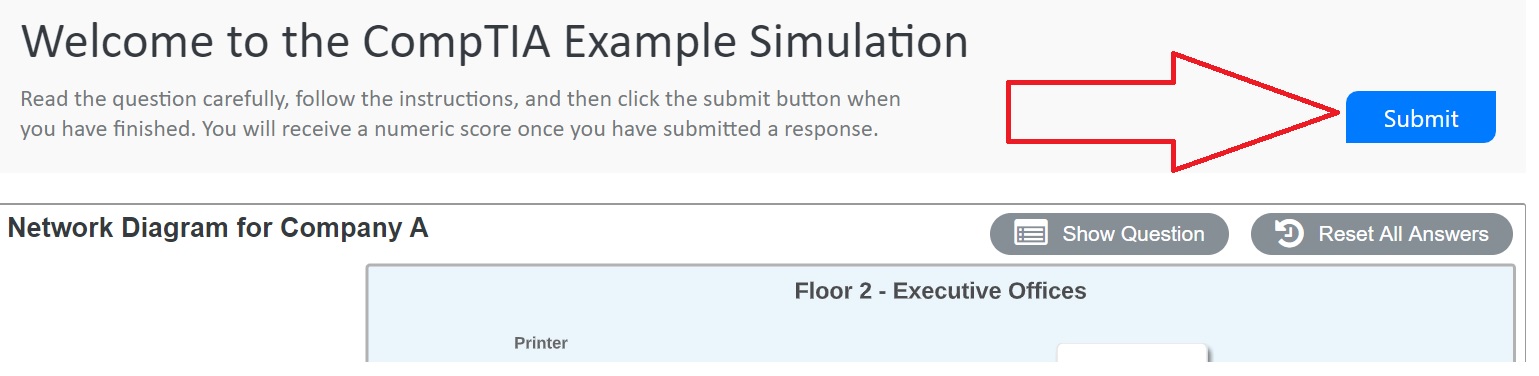 Welcome to the CompTIA Example Simulation
Read the question carefully, follow the instructions, and then click the submit button when
you have finished. You will receive a numeric score once you have submitted a response.
Submit
Network Diagram for Company A
Show Question
Reset All Answers
Floor 2 - Executive Offices
Printer